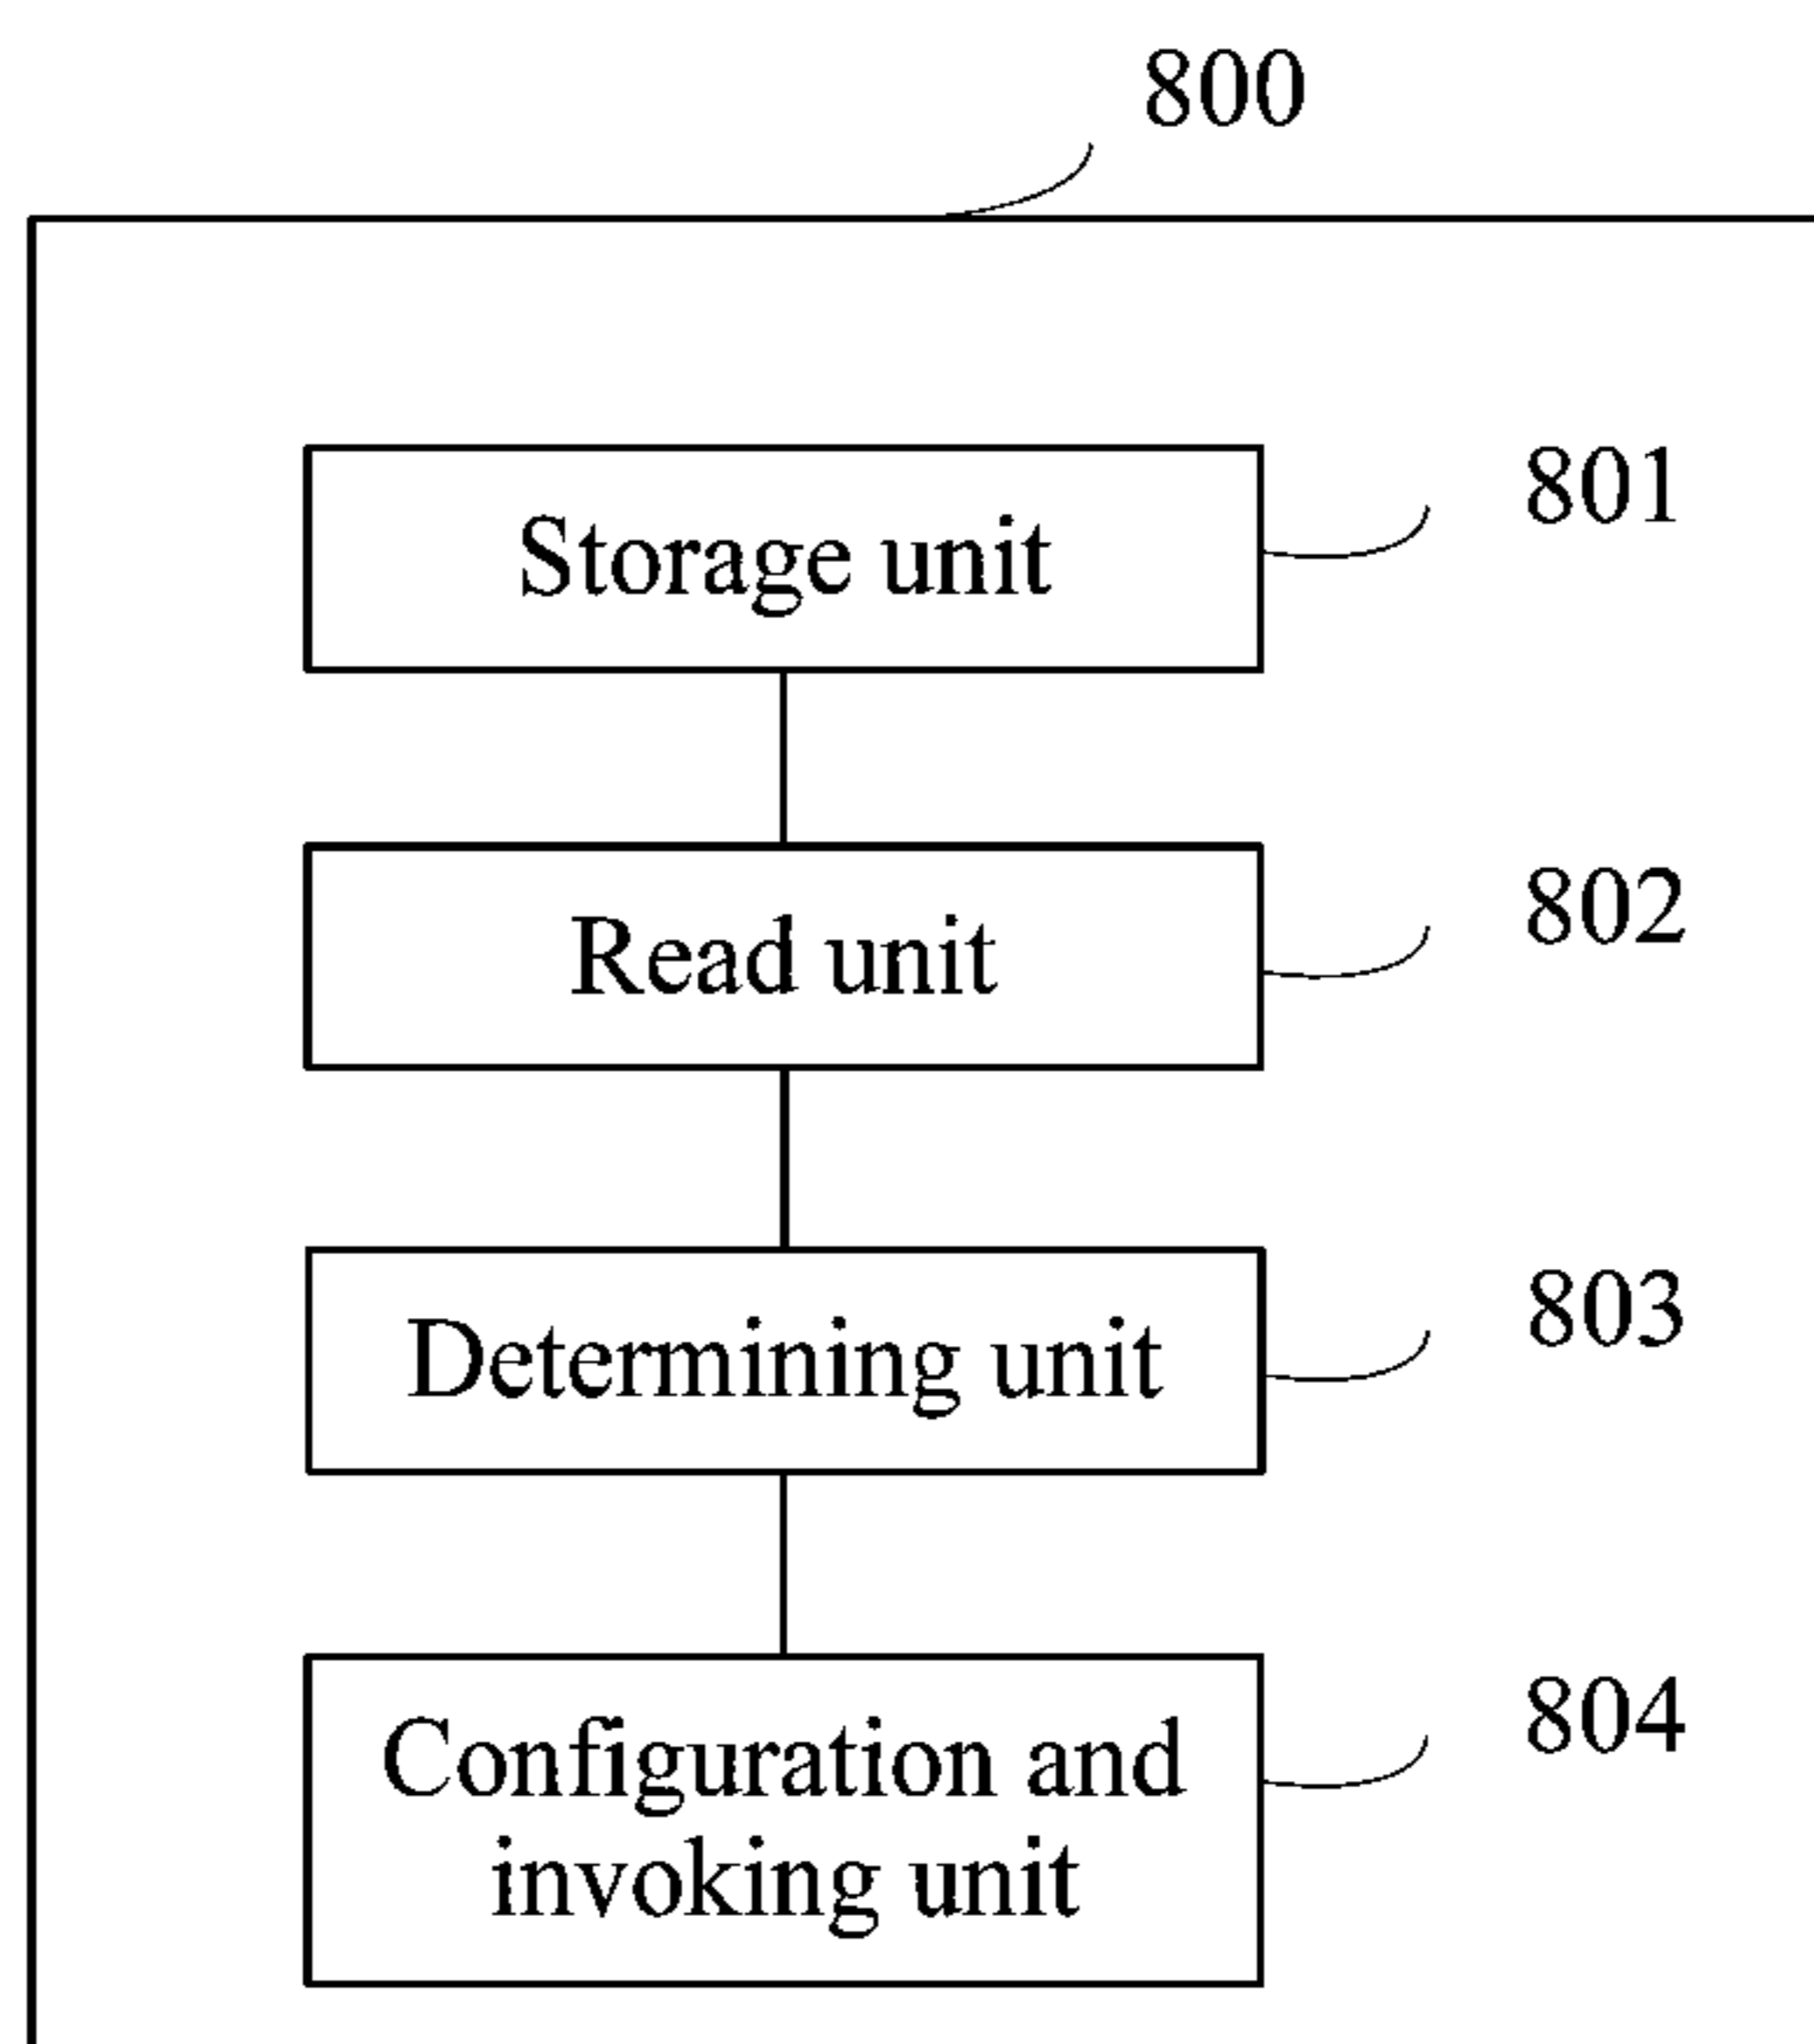 800
Storage unit
801
Read unit
802
Determining unit
803
Configuration and
invoking unit
804